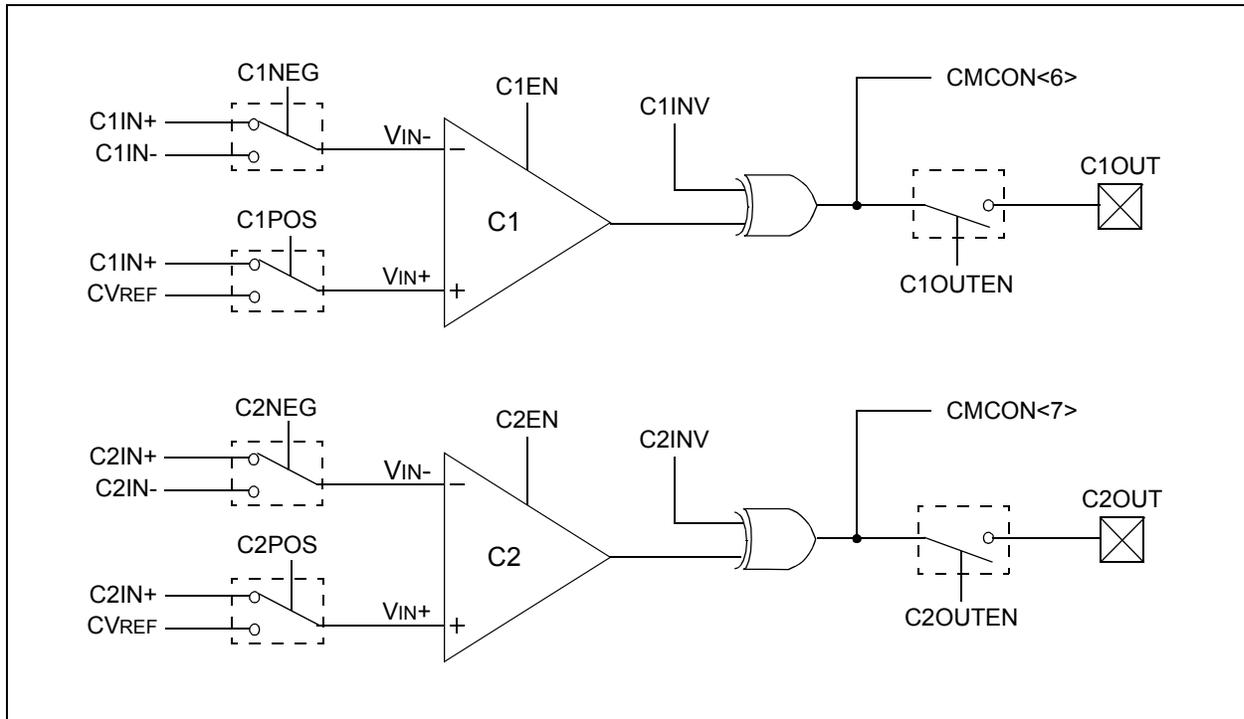 C1NEG
C1EN
CMCON<6>
C1INV
C1IN+
C1IN-
VIN-
−
C1OUT
C1POS
C1
C1IN+
CVREF
VIN+
+
C1OUTEN
C2NEG
C2EN
CMCON<7>
C2INV
C2IN+
C2IN-
VIN-
−
C2OUT
C2POS
C2
C2IN+
CVREF
VIN+
+
C2OUTEN